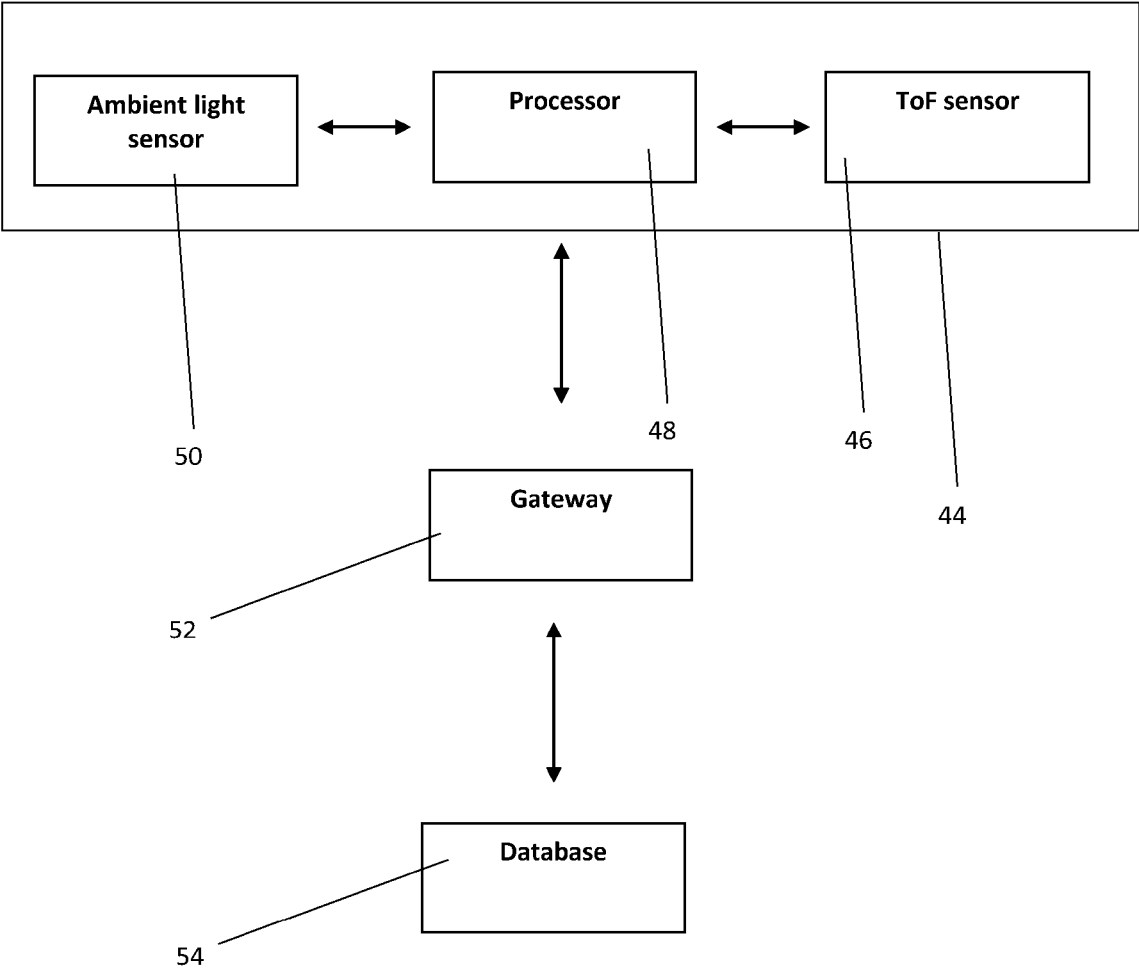 Ambient light
sensor
Processor
ToF sensor
50
48
46
44
Gateway
52
Database
54